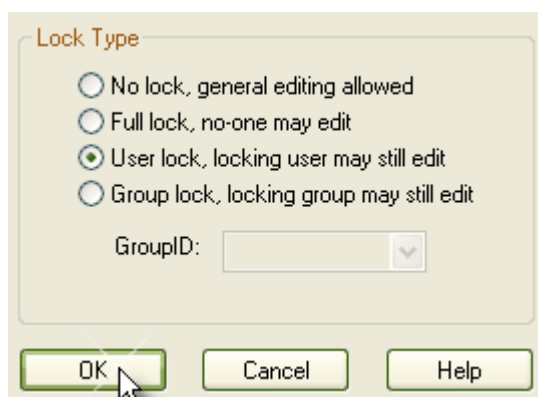 Lock Type
No lock, general editing allowed
Full lock, no-one may edit
User lock, locking user may still edit
Group lock, locking group may still edit
GroupID:
OK Cancel Help